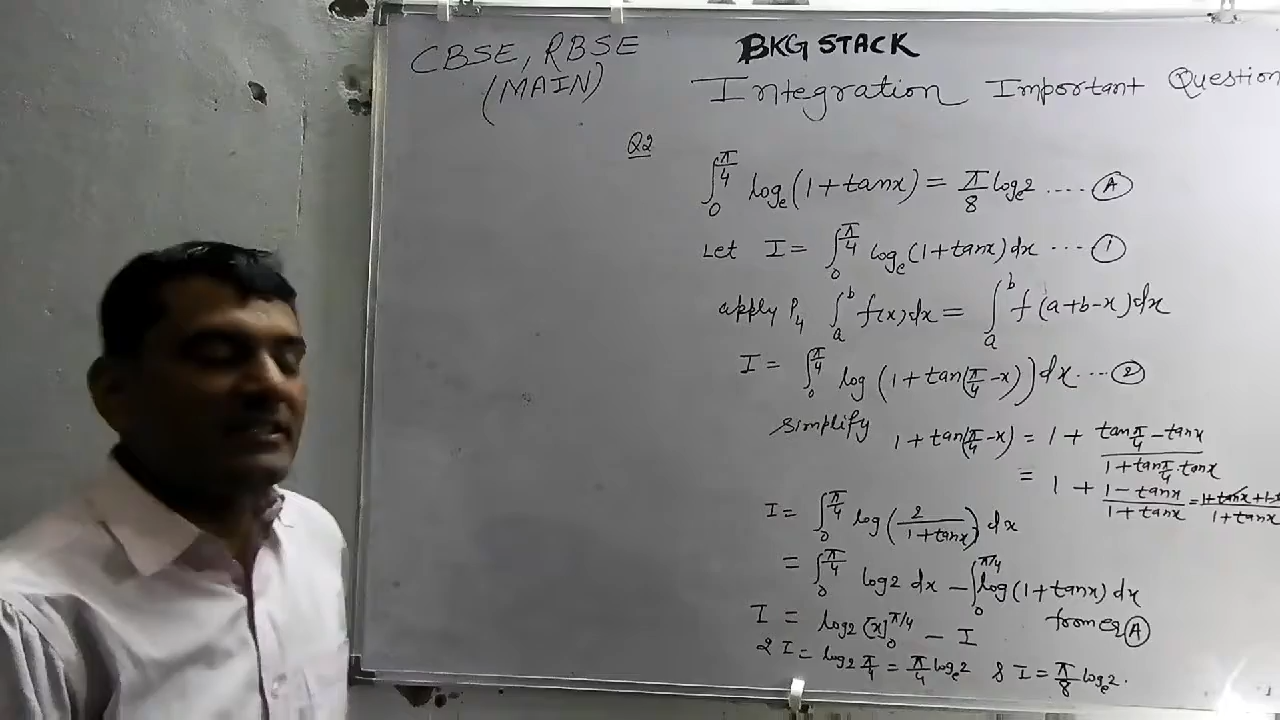 CBSE, RBSE
(MAIN)
BKG STACK
Integration Important Question
Q2
∫₀^{π/4} logₑ(1+tanx) = π/8 logₑ2 ..... (A)
Let I = ∫₀^{π/4} logₑ(1+tanx)dx ... (1)
apply P₄ ∫ₐᵇ f(x)dx = ∫ₐᵇ f(a+b-x)dx
I = ∫₀^{π/4} log (1+tan(π/4-x))dx ... (2)
Simplify 1+tan(π/4-x) = 1 + (tan π/4 - tanx)/(1+tan π/4 . tanx)
= 1 + (1-tanx)/(1+tanx) =
I = ∫₀^{π/4} log (2/(1+tanx)) dx
= ∫₀^{π/4} log2 dx - ∫₀^{π/4} log(1+tanx) dx
I = log2 [x]₀^{π/4} - I from eq (A)
2I = log2 π/4 = π/4 logₑ2 & I = π/8 logₑ2.